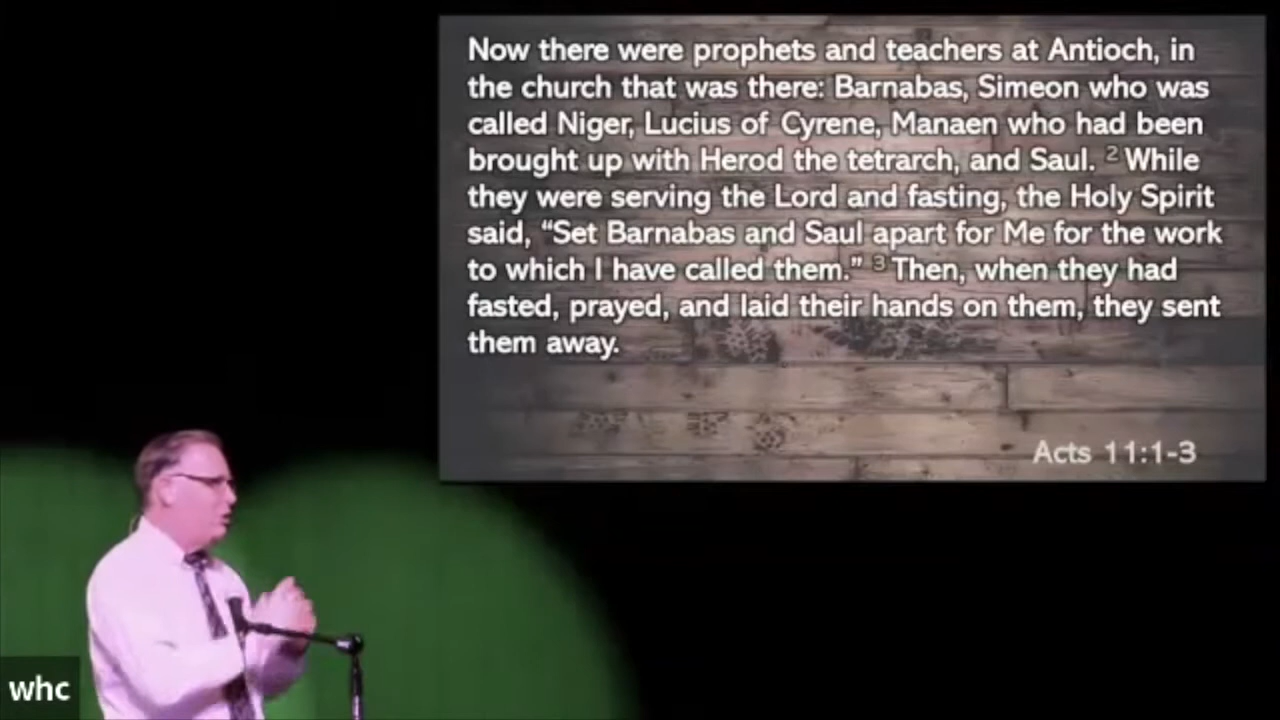 Now there were prophets and teachers at Antioch, in
the church that was there: Barnabas, Simeon who was
called Niger, Lucius of Cyrene, Manaen who had been
brought up with Herod the tetrarch, and Saul. 2 While
they were serving the Lord and fasting, the Holy Spirit
said, “Set Barnabas and Saul apart for Me for the work
to which I have called them.” 3 Then, when they had
fasted, prayed, and laid their hands on them, they sent
them away.
Acts 11:1-3
whc